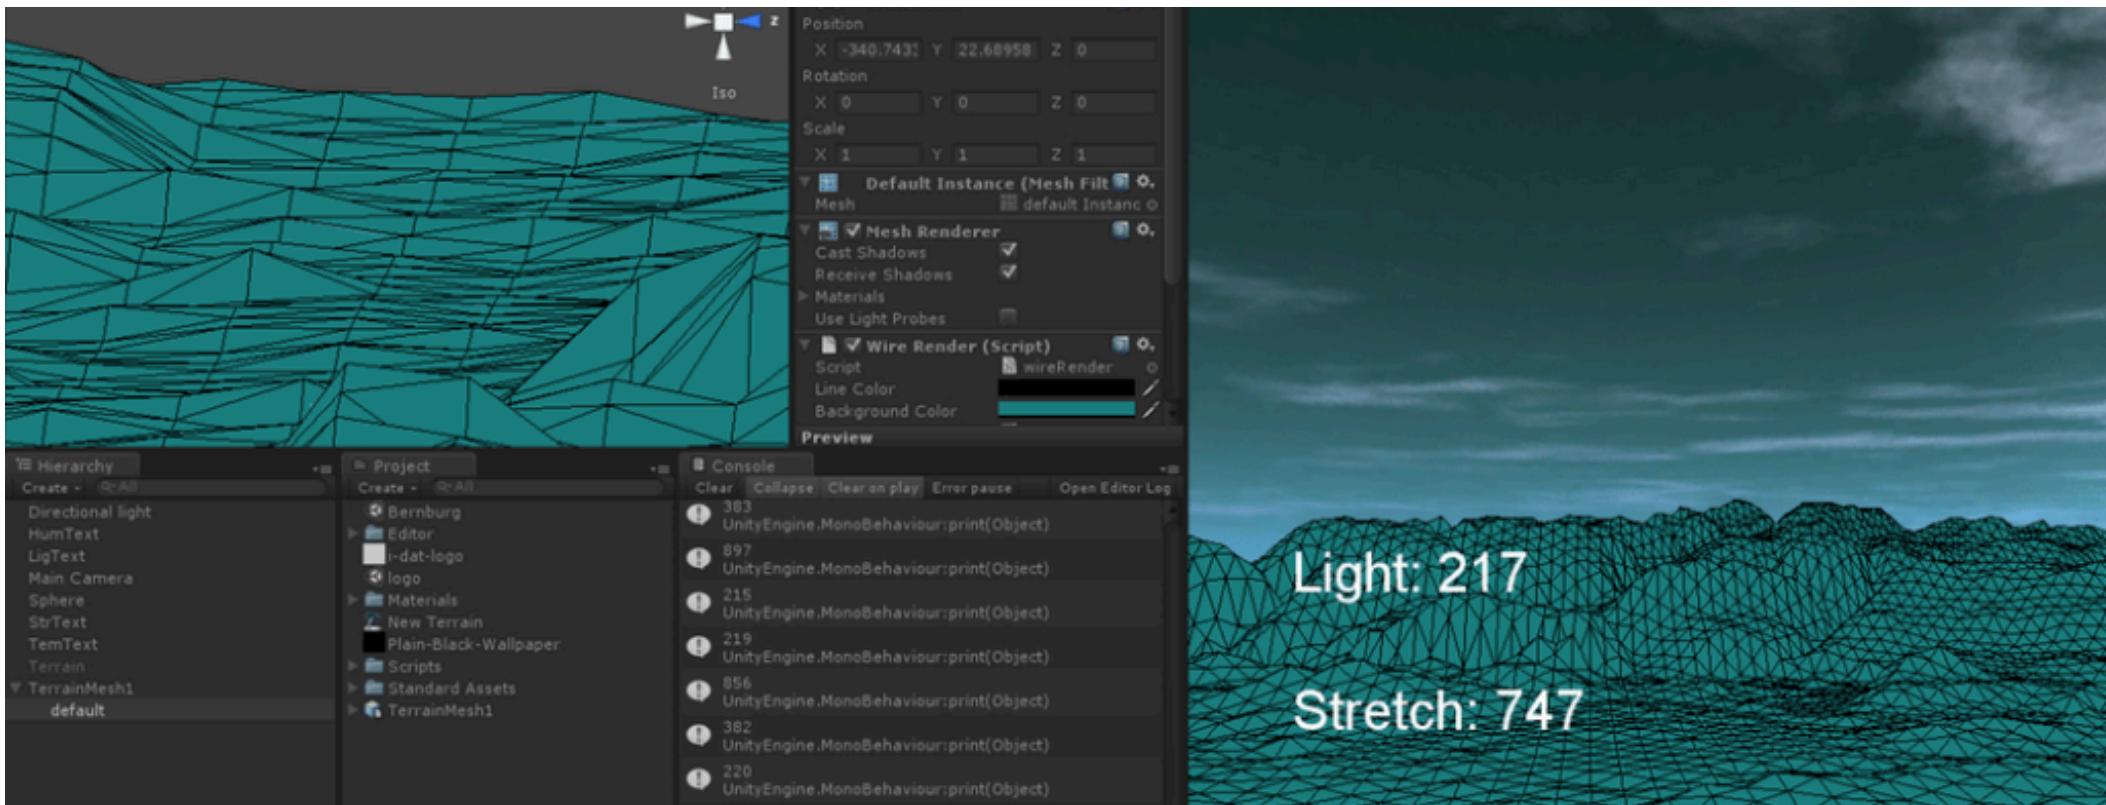 z
Iso
Position
X -340.743 Y 22.68958 Z 0
Rotation
X 0 Y 0 Z 0
Scale
X 1 Y 1 Z 1
Default Instance (Mesh Filt
Mesh default Instanc
Mesh Renderer
Cast Shadows
Receive Shadows
Materials
Use Light Probes
Wire Render (Script)
Script wireRender
Line Color
Background Color
Preview
Hierarchy
Create All
Directional light
HumText
LigText
Main Camera
Sphere
StrText
TemText
Terrain
TerrainMesh1
default
Project
Create All
Bernburg
Editor
i-dat-logo
logo
Materials
New Terrain
Plain-Black-Wallpaper
Scripts
Standard Assets
TerrainMesh1
Console
Clear Collapse Clear on play Error pause Open Editor Log
383
UnityEngine.MonoBehaviour:print(Object)
897
UnityEngine.MonoBehaviour:print(Object)
215
UnityEngine.MonoBehaviour:print(Object)
219
UnityEngine.MonoBehaviour:print(Object)
856
UnityEngine.MonoBehaviour:print(Object)
382
UnityEngine.MonoBehaviour:print(Object)
220
UnityEngine.MonoBehaviour:print(Object)
Light: 217
Stretch: 747